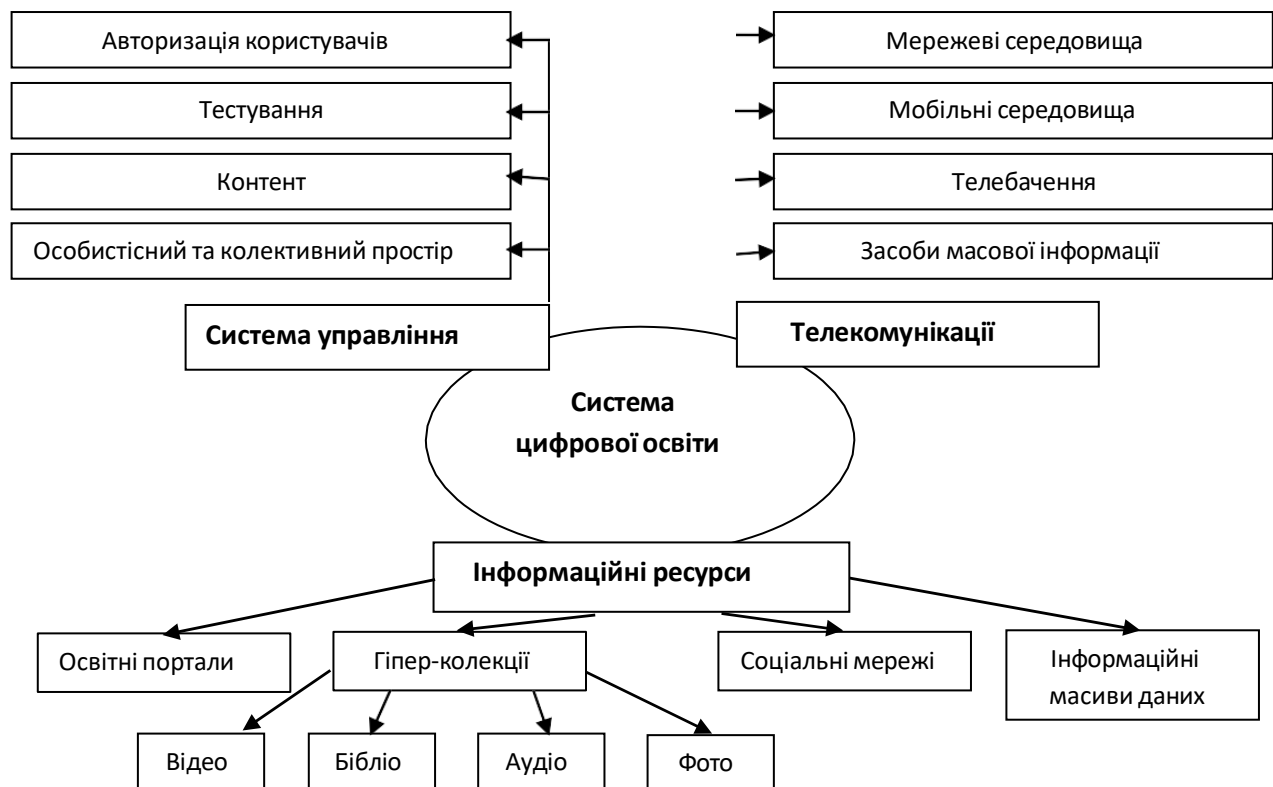 Авторизація користувачів
Мережеві середовища
Тестування
Мобільні середовища
Контент
Телебачення
Особистісний та колективний простір
Засоби масової інформації
Система управління
Телекомунікації
Система
цифрової освіти
Інформаційні ресурси
Освітні портали
Гіпер-колекції
Соціальні мережі
Інформаційні
масиви даних
Відео
Бібліо
Аудіо
Фото